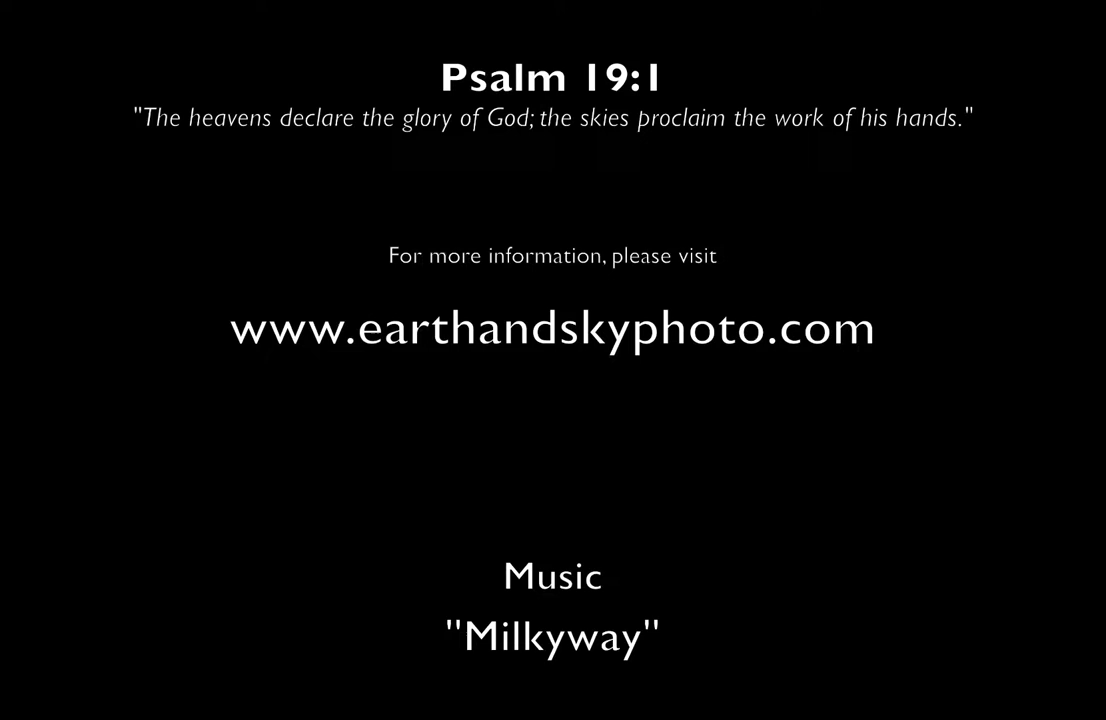 Psalm 19:1
"The heavens declare the glory of God; the skies proclaim the work of his hands."
For more information, please visit
www.earthandskyphoto.com
Music
"Milkyway"